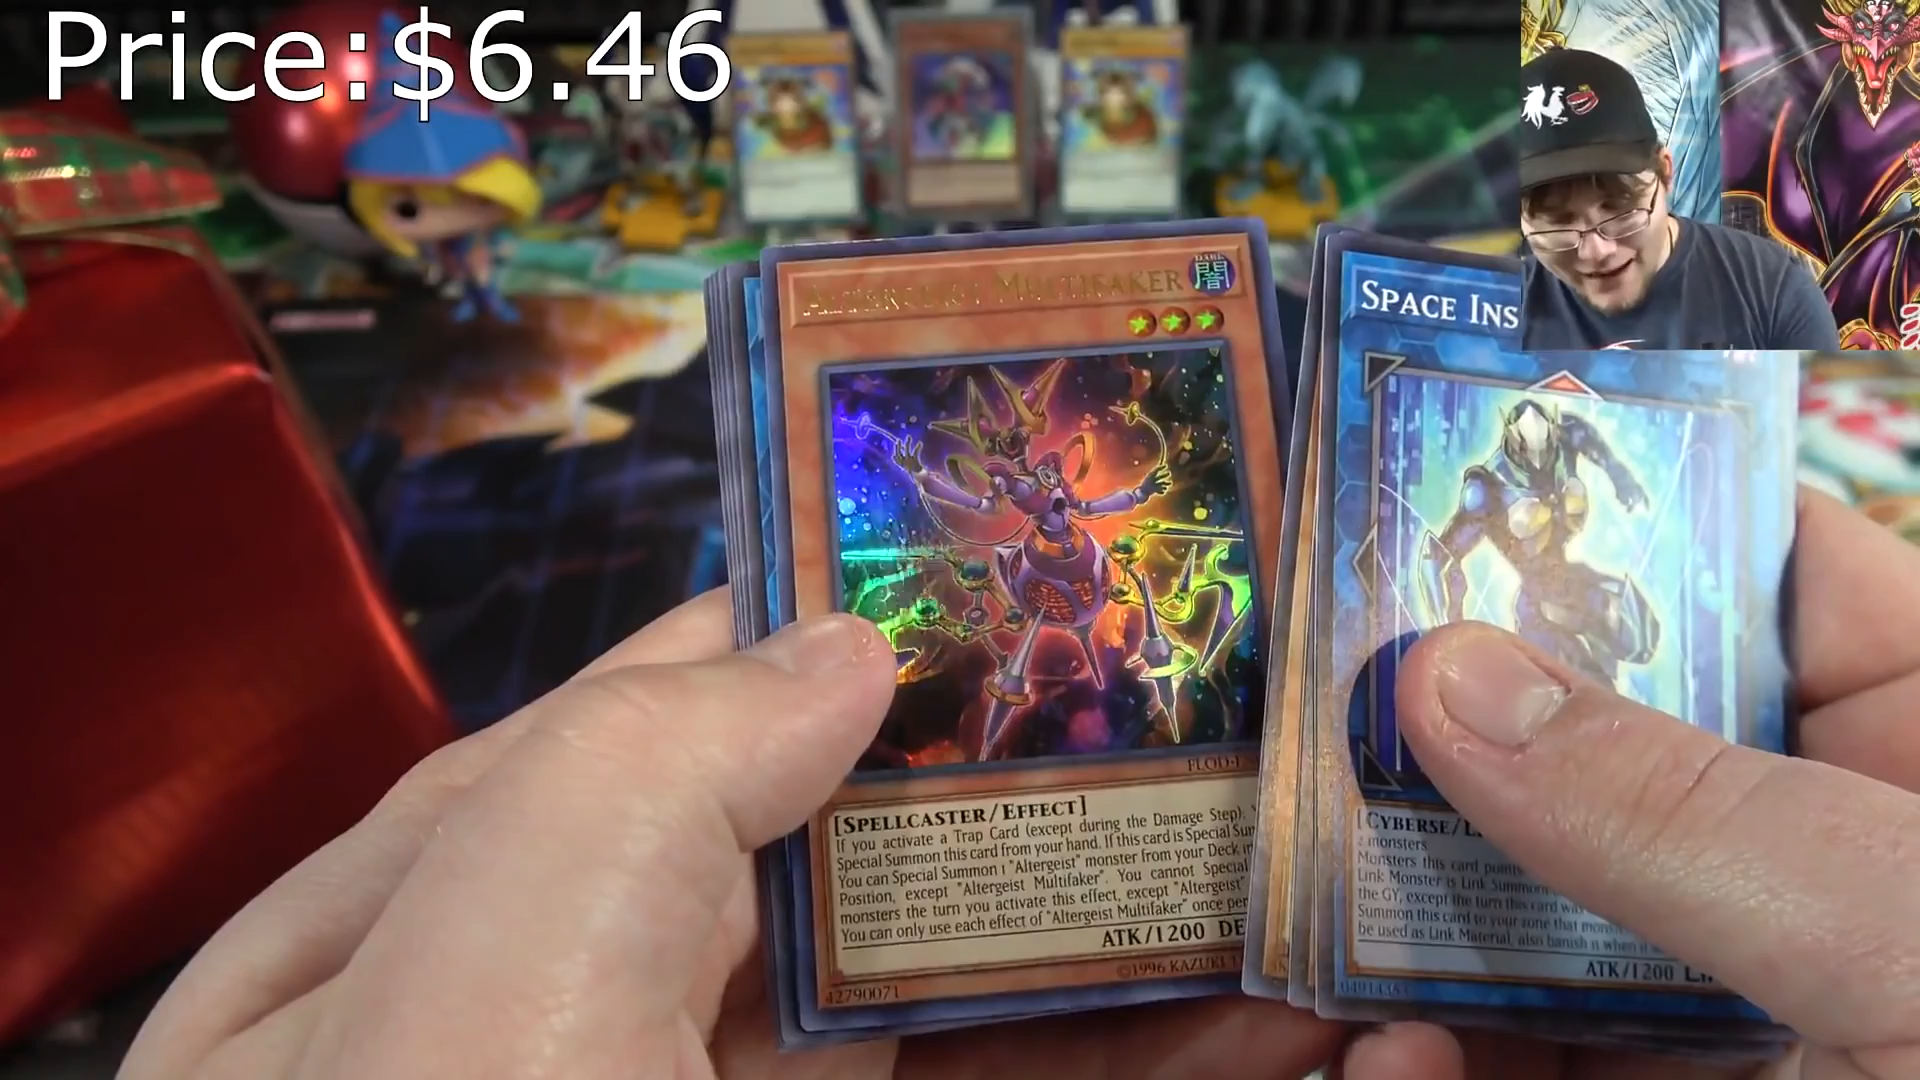 Price:$6.46
ALTERGEIST MULTIFAKER
DARK
闇
SPACE INS
FLOD-E
[SPELLCASTER/EFFECT]
If you activate a Trap Card (except during the Damage Step):
Special Summon this card from your hand. If this card is Special Sum
You can Special Summon 1 "Altergeist" monster from your Deck in
Position, except "Altergeist Multifaker". You cannot Special
monsters the turn you activate this effect, except "Altergeist"
You can only use each effect of "Altergeist Multifaker" once per
ATK/1200 DE
©1996 KAZUKI T
42790071
[CYBERSE/L
2 monsters
Monsters this card points
Link Monster is Link Summon
the GY, except the turn this card was
Summon this card to your zone that
be used as Link Material, also banish it when it
ATK/1200